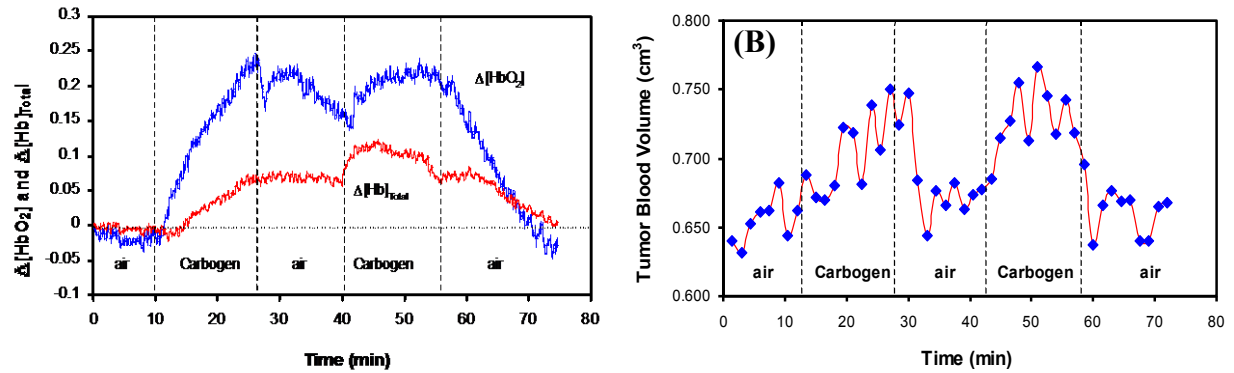 Δ[HbO₂] and Δ[Hb]Total
0.3
0.25
0.2
0.15
0.1
0.05
0
-0.05
-0.1
Δ[HbO₂]
Δ[Hb]Total
air
Carbogen
air
Carbogen
air
0 10 20 30 40 50 60 70 80
Time (min)
(B)
Tumor Blood Volume (cm³)
0.800
0.750
0.700
0.650
0.600
air
Carbogen
air
Carbogen
air
0 10 20 30 40 50 60 70 80
Time (min)